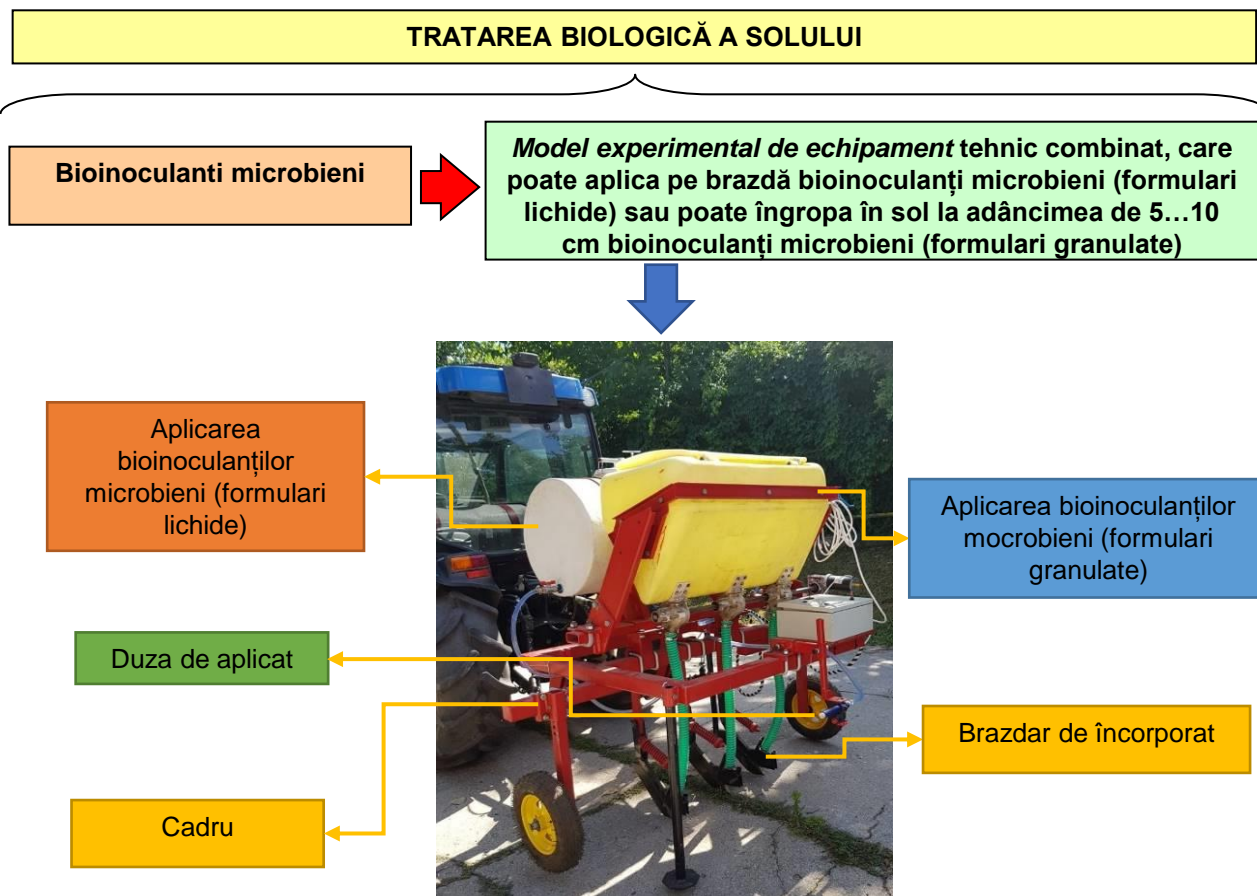 TRATAREA BIOLOGICĂ A SOLULUI
Bioinoculanti microbieni
Model experimental de echipament tehnic combinat, care
poate aplica pe brazdă bioinoculanți microbieni (formulari
lichide) sau poate îngropa în sol la adâncimea de 5…10
cm bioinoculanți microbieni (formulari granulate)
Aplicarea
bioinoculanților
microbieni (formulari
lichide)
Aplicarea bioinoculanților
mocrobieni (formulari
granulate)
Duza de aplicat
Brazdar de încorporat
Cadru